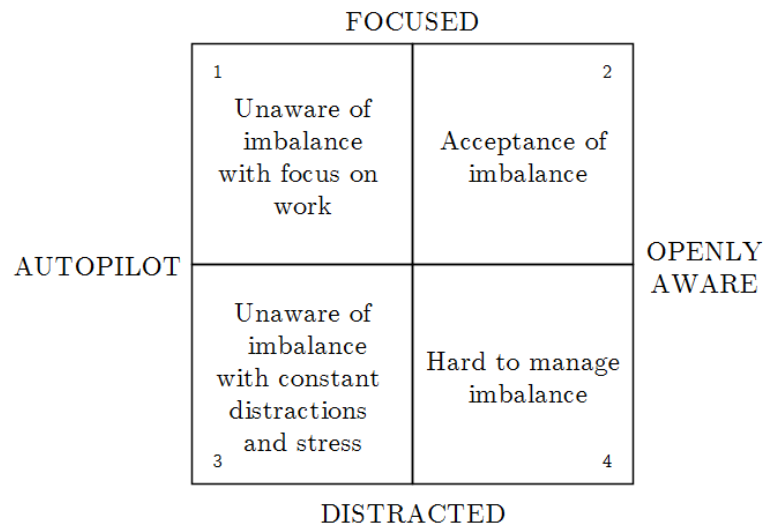 FOCUSED
1
Unaware of
imbalance
with focus on
work
2
Acceptance of
imbalance
AUTOPILOT
OPENLY
AWARE
Unaware of
imbalance
with constant
distractions
and stress
3
Hard to manage
imbalance
4
DISTRACTED